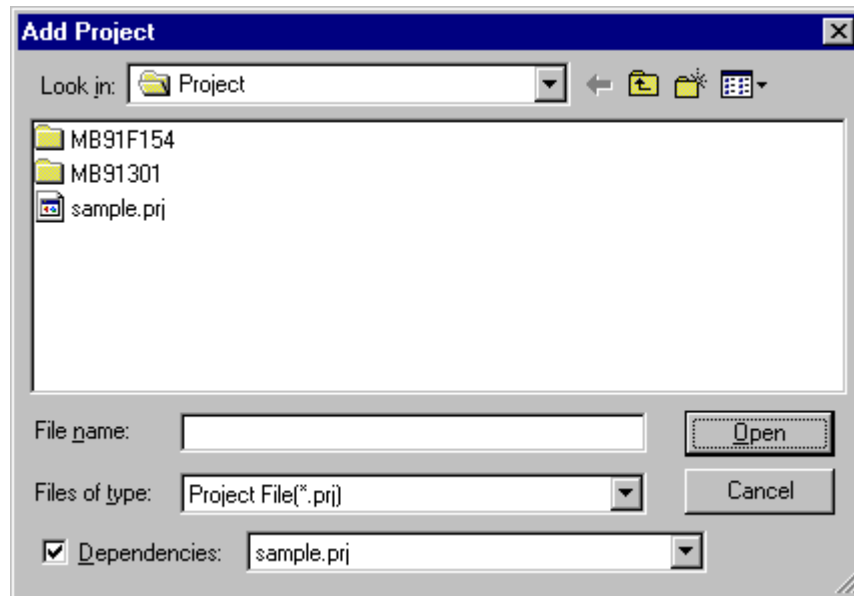 Add Project
Look in: Project
MB91F154
MB91301
sample.prj
File name: Open
Files of type: Project File(*.prj) Cancel
Dependencies: sample.prj